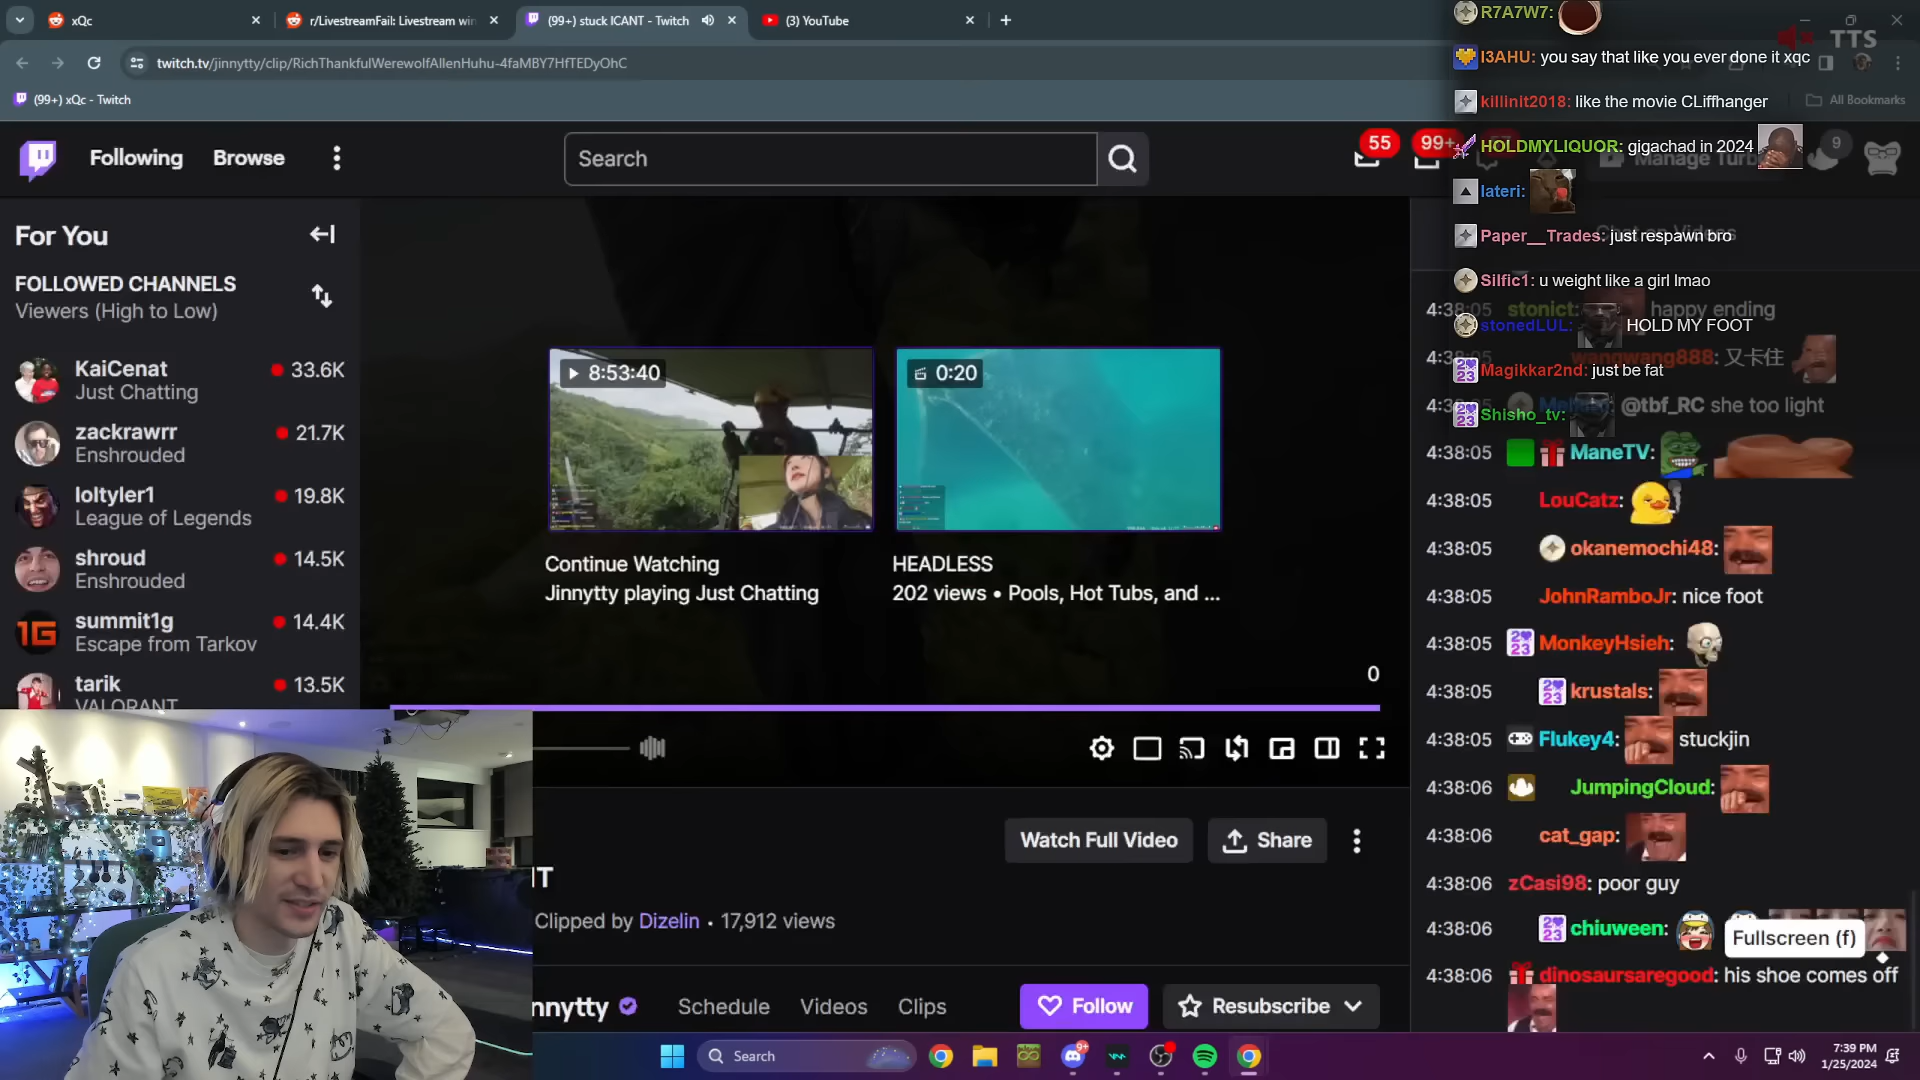 xQc
r/LivestreamFail: Livestream win
(99+) stuck ICANT - Twitch
(3) YouTube
twitch.tv/jinnytty/clip/RichThankfulWerewolfAllenHuhu-4faMBY7HfTEDyOhC
(99+) xQc - Twitch
All Bookmarks
TTS
Following
Browse
Search
55
99+
Manage Turb
9
For You
FOLLOWED CHANNELS
Viewers (High to Low)
KaiCenat
33.6K
Just Chatting
zackrawrr
21.7K
Enshrouded
loltyler1
19.8K
League of Legends
shroud
14.5K
Enshrouded
summit1g
14.4K
Escape from Tarkov
tarik
13.5K
VALORANT
8:53:40
Continue Watching
Jinnytty playing Just Chatting
0:20
HEADLESS
202 views • Pools, Hot Tubs, and ...
0
Watch Full Video
Share
Clipped by Dizelin • 17,912 views
nnytty
Schedule
Videos
Clips
Follow
Resubscribe
R7A7W7:
I3AHU: you say that like you ever done it xqc
killinit2018: like the movie CLiffhanger
HOLDMYLIQUOR: gigachad in 2024
lateri:
Paper__Trades: just respawn bro
Silfic1: u weight like a girl lmao
stonedLUL: HOLD MY FOOT
Magikkar2nd: just be fat
Shisho_tv:
stonict: happy ending
wangwang888: 又卡住
@tbf_RC she too light
4:38:05 ManeTV:
4:38:05 LouCatz:
4:38:05 okanemochi48:
4:38:05 JohnRamboJr: nice foot
4:38:05 MonkeyHsieh:
4:38:05 krustals:
4:38:05 Flukey4: stuckjin
4:38:06 JumpingCloud:
4:38:06 cat_gap:
4:38:06 zCasi98: poor guy
4:38:06 chiuween:
Fullscreen (f)
4:38:06 dinosaursaregood: his shoe comes off
Search
9+
7:39 PM
1/25/2024